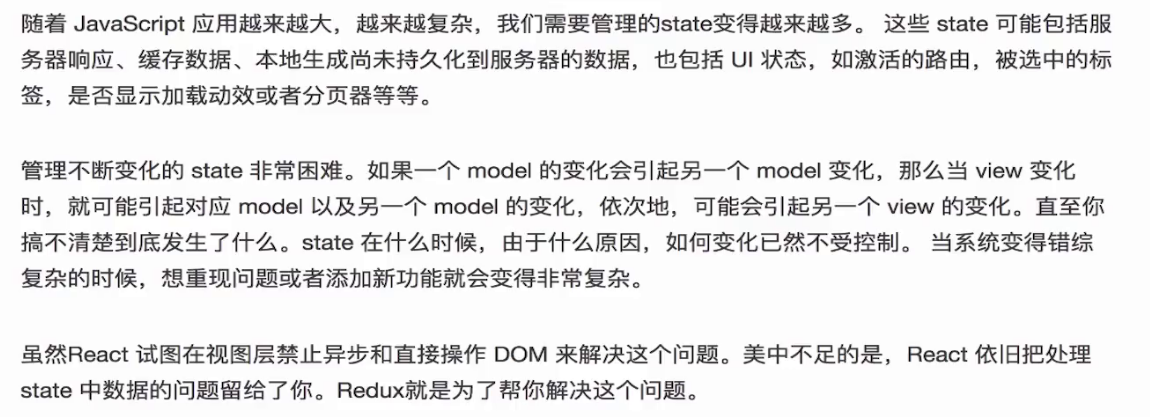 随着 JavaScript 应用越来越大，越来越复杂，我们需要管理的state变得越来越多。 这些 state 可能包括服
务器响应、缓存数据、本地生成尚未持久化到服务器的数据，也包括 UI 状态，如激活的路由，被选中的标
签，是否显示加载动效或者分页器等等。
管理不断变化的 state 非常困难。如果一个 model 的变化会引起另一个 model 变化，那么当 view 变化
时，就可能引起对应 model 以及另一个 model 的变化，依次地，可能会引起另一个 view 的变化。直至你
搞不清楚到底发生了什么。state 在什么时候，由于什么原因，如何变化已然不受控制。 当系统变得错综
复杂的时候，想重现问题或者添加新功能就会变得非常复杂。
虽然React 试图在视图层禁止异步和直接操作 DOM 来解决这个问题。美中不足的是，React 依旧把处理
state 中数据的问题留给了你。Redux就是为了帮你解决这个问题。